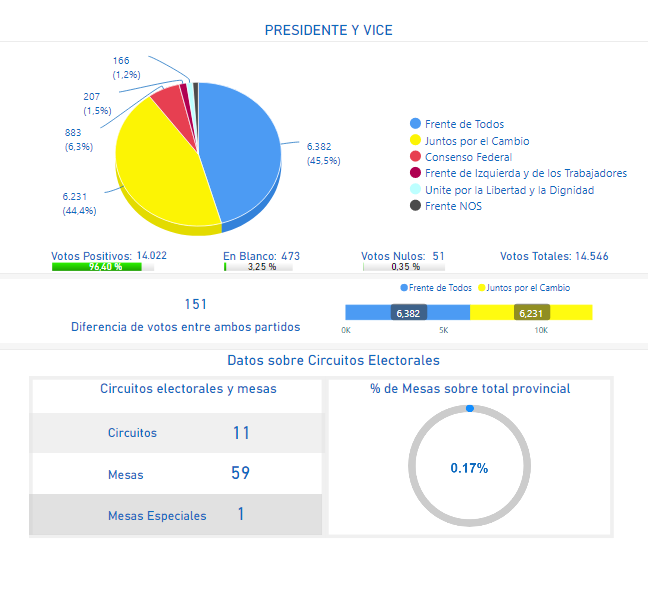 PRESIDENTE Y VICE
166
(1,2%)
207
(1,5%)
883
(6,3%)
6.231
(44,4%)
6.382
(45,5%)
Frente de Todos
Juntos por el Cambio
Consenso Federal
Frente de Izquierda y de los Trabajadores
Unite por la Libertad y la Dignidad
Frente NOS
Votos Positivos: 14.022
96,40 %
En Blanco: 473
3,25 %
Votos Nulos: 51
0,35 %
Votos Totales: 14.546
151
Diferencia de votos entre ambos partidos
Frente de Todos Juntos por el Cambio
6,382 6,231
0K 5K 10K
Datos sobre Circuitos Electorales
Circuitos electorales y mesas
Circuitos 11
Mesas 59
Mesas Especiales 1
% de Mesas sobre total provincial
0.17%